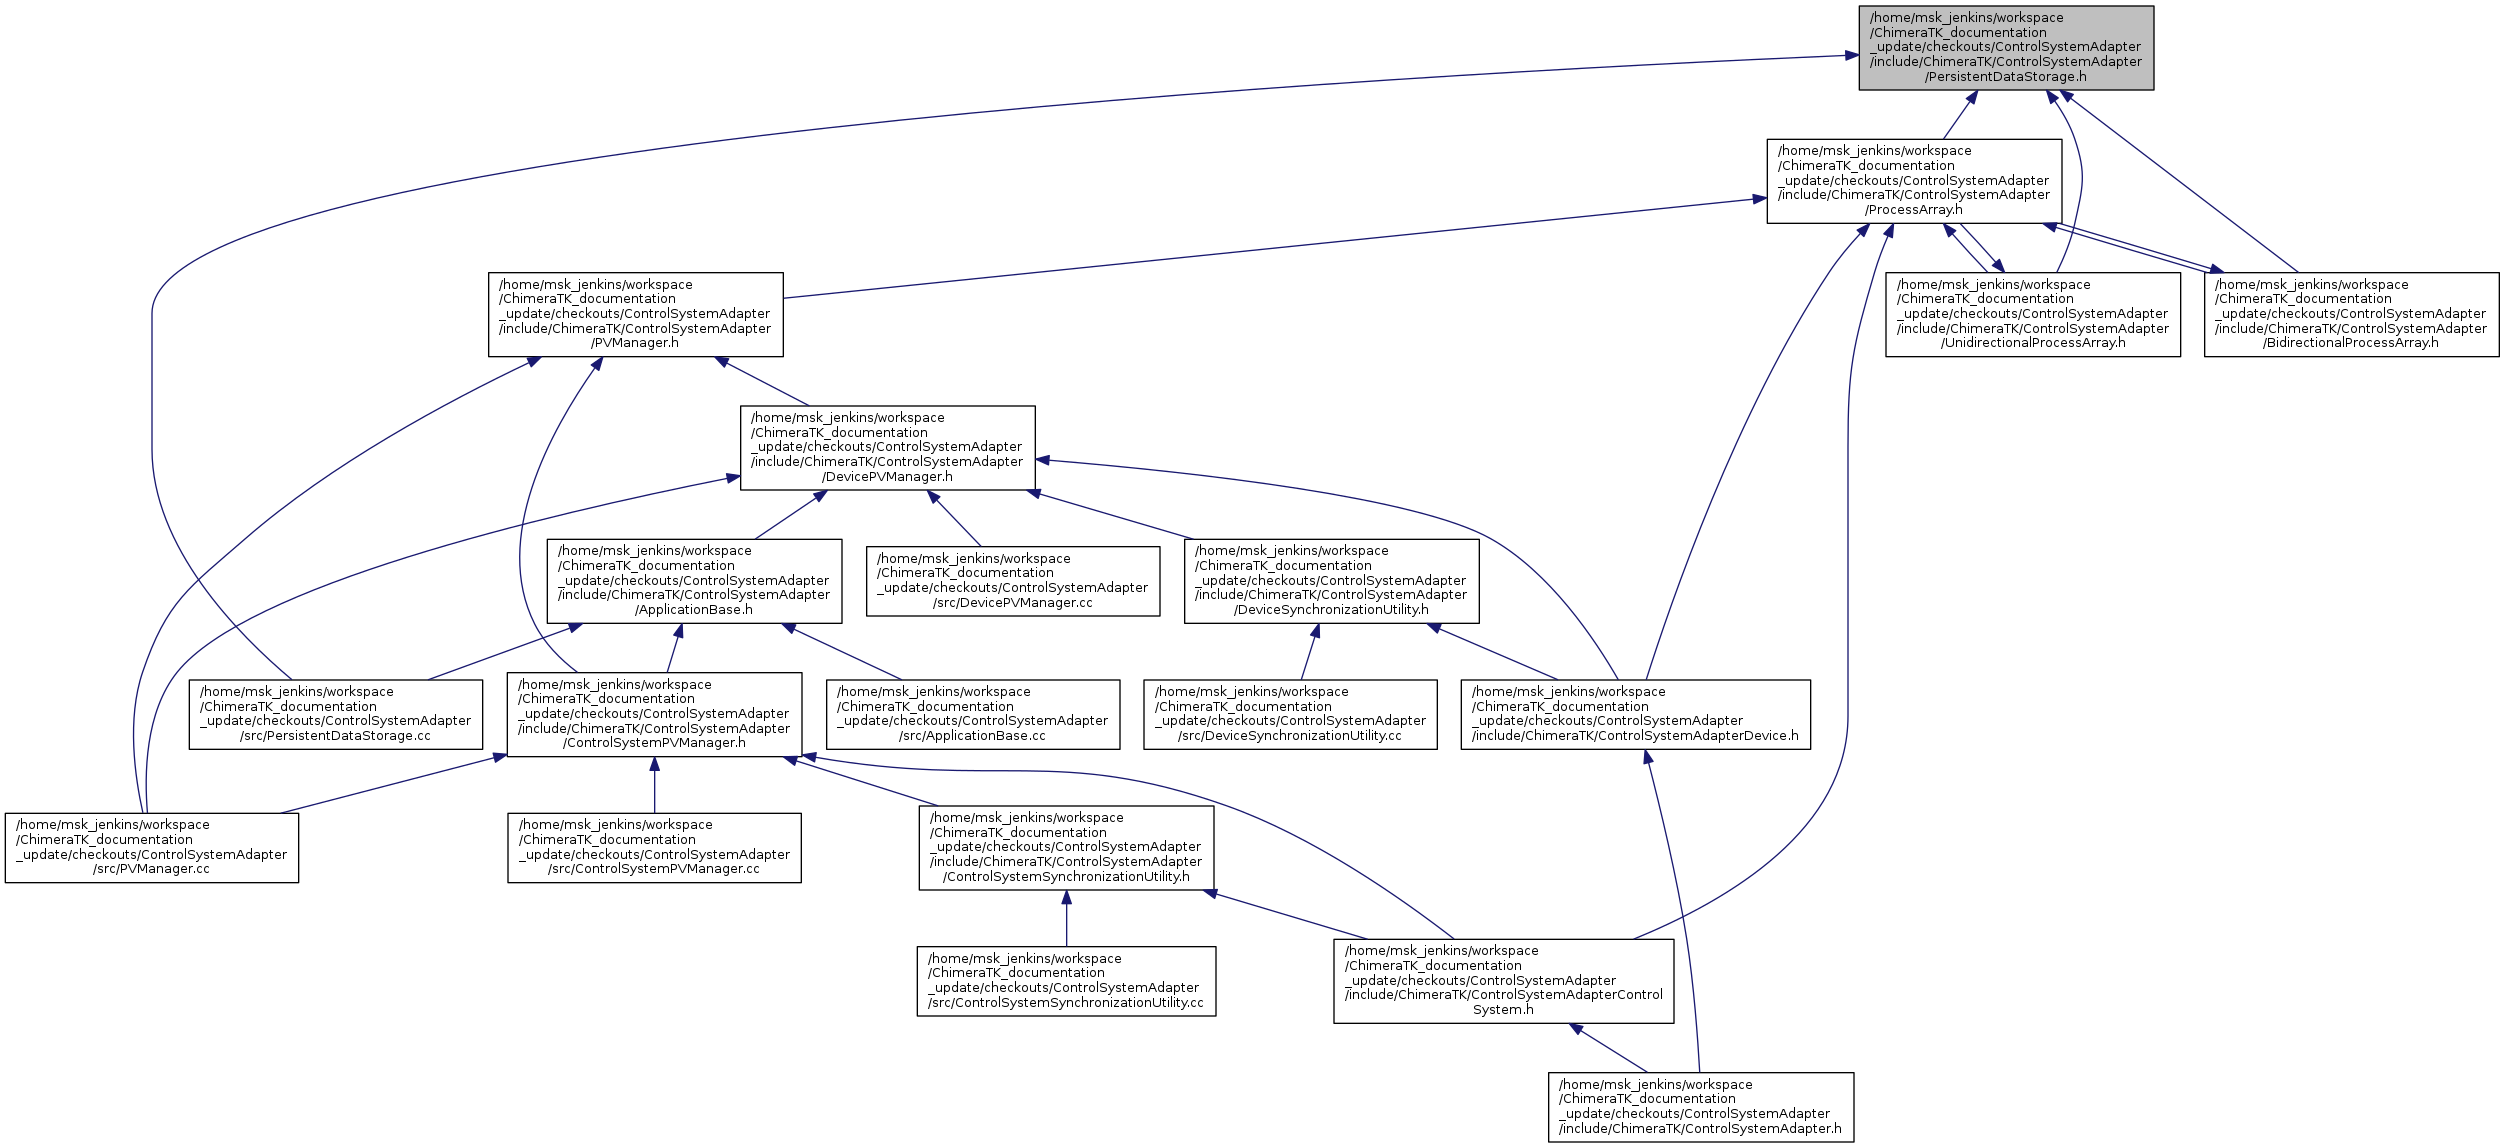 /home/msk_jenkins/workspace
/ChimeraTK_documentation
_update/checkouts/ControlSystemAdapter
/include/ChimeraTK/ControlSystemAdapter
/PersistentDataStorage.h
/home/msk_jenkins/workspace
/ChimeraTK_documentation
_update/checkouts/ControlSystemAdapter
/include/ChimeraTK/ControlSystemAdapter
/ProcessArray.h
/home/msk_jenkins/workspace
/ChimeraTK_documentation
_update/checkouts/ControlSystemAdapter
/include/ChimeraTK/ControlSystemAdapter
/PVManager.h
/home/msk_jenkins/workspace
/ChimeraTK_documentation
_update/checkouts/ControlSystemAdapter
/include/ChimeraTK/ControlSystemAdapter
/UnidirectionalProcessArray.h
/home/msk_jenkins/workspace
/ChimeraTK_documentation
_update/checkouts/ControlSystemAdapter
/include/ChimeraTK/ControlSystemAdapter
/BidirectionalProcessArray.h
/home/msk_jenkins/workspace
/ChimeraTK_documentation
_update/checkouts/ControlSystemAdapter
/include/ChimeraTK/ControlSystemAdapter
/DevicePVManager.h
/home/msk_jenkins/workspace
/ChimeraTK_documentation
_update/checkouts/ControlSystemAdapter
/include/ChimeraTK/ControlSystemAdapter
/ApplicationBase.h
/home/msk_jenkins/workspace
/ChimeraTK_documentation
_update/checkouts/ControlSystemAdapter
/src/DevicePVManager.cc
/home/msk_jenkins/workspace
/ChimeraTK_documentation
_update/checkouts/ControlSystemAdapter
/include/ChimeraTK/ControlSystemAdapter
/DeviceSynchronizationUtility.h
/home/msk_jenkins/workspace
/ChimeraTK_documentation
_update/checkouts/ControlSystemAdapter
/src/PersistentDataStorage.cc
/home/msk_jenkins/workspace
/ChimeraTK_documentation
_update/checkouts/ControlSystemAdapter
/include/ChimeraTK/ControlSystemAdapter
/ControlSystemPVManager.h
/home/msk_jenkins/workspace
/ChimeraTK_documentation
_update/checkouts/ControlSystemAdapter
/src/ApplicationBase.cc
/home/msk_jenkins/workspace
/ChimeraTK_documentation
_update/checkouts/ControlSystemAdapter
/src/DeviceSynchronizationUtility.cc
/home/msk_jenkins/workspace
/ChimeraTK_documentation
_update/checkouts/ControlSystemAdapter
/include/ChimeraTK/ControlSystemAdapterDevice.h
/home/msk_jenkins/workspace
/ChimeraTK_documentation
_update/checkouts/ControlSystemAdapter
/src/PVManager.cc
/home/msk_jenkins/workspace
/ChimeraTK_documentation
_update/checkouts/ControlSystemAdapter
/src/ControlSystemPVManager.cc
/home/msk_jenkins/workspace
/ChimeraTK_documentation
_update/checkouts/ControlSystemAdapter
/include/ChimeraTK/ControlSystemAdapter
/ControlSystemSynchronizationUtility.h
/home/msk_jenkins/workspace
/ChimeraTK_documentation
_update/checkouts/ControlSystemAdapter
/src/ControlSystemSynchronizationUtility.cc
/home/msk_jenkins/workspace
/ChimeraTK_documentation
_update/checkouts/ControlSystemAdapter
/include/ChimeraTK/ControlSystemAdapterControl
System.h
/home/msk_jenkins/workspace
/ChimeraTK_documentation
_update/checkouts/ControlSystemAdapter
/include/ChimeraTK/ControlSystemAdapter.h